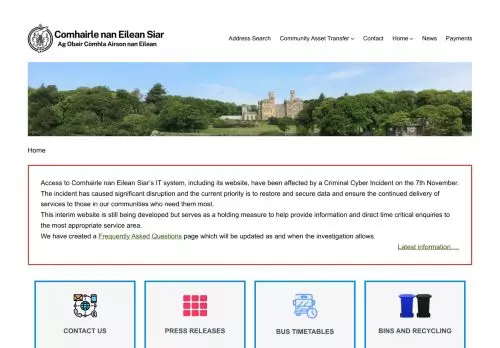 Comhairle nan Eilean Siar
Ag Obair Còmhla Airson nan Eilean
Address Search Community Asset Transfer Contact Home News Payments
Home
Access to Comhairle nan Eilean Siar's IT system, including its website, have been affected by a Criminal Cyber Incident on the 7th November.
The incident has caused significant disruption and the current priority is to restore and secure data and ensure the continued delivery of
services to those in our communities who need them most.
This interim website is still being developed but serves as a holding measure to help provide information and direct time critical enquiries to
the most appropriate service area.
We have created a Frequently Asked Questions page which will be updated as and when the investigation allows.
Latest information.....
CONTACT US
PRESS RELEASES
BUS TIMETABLES
BINS AND RECYCLING